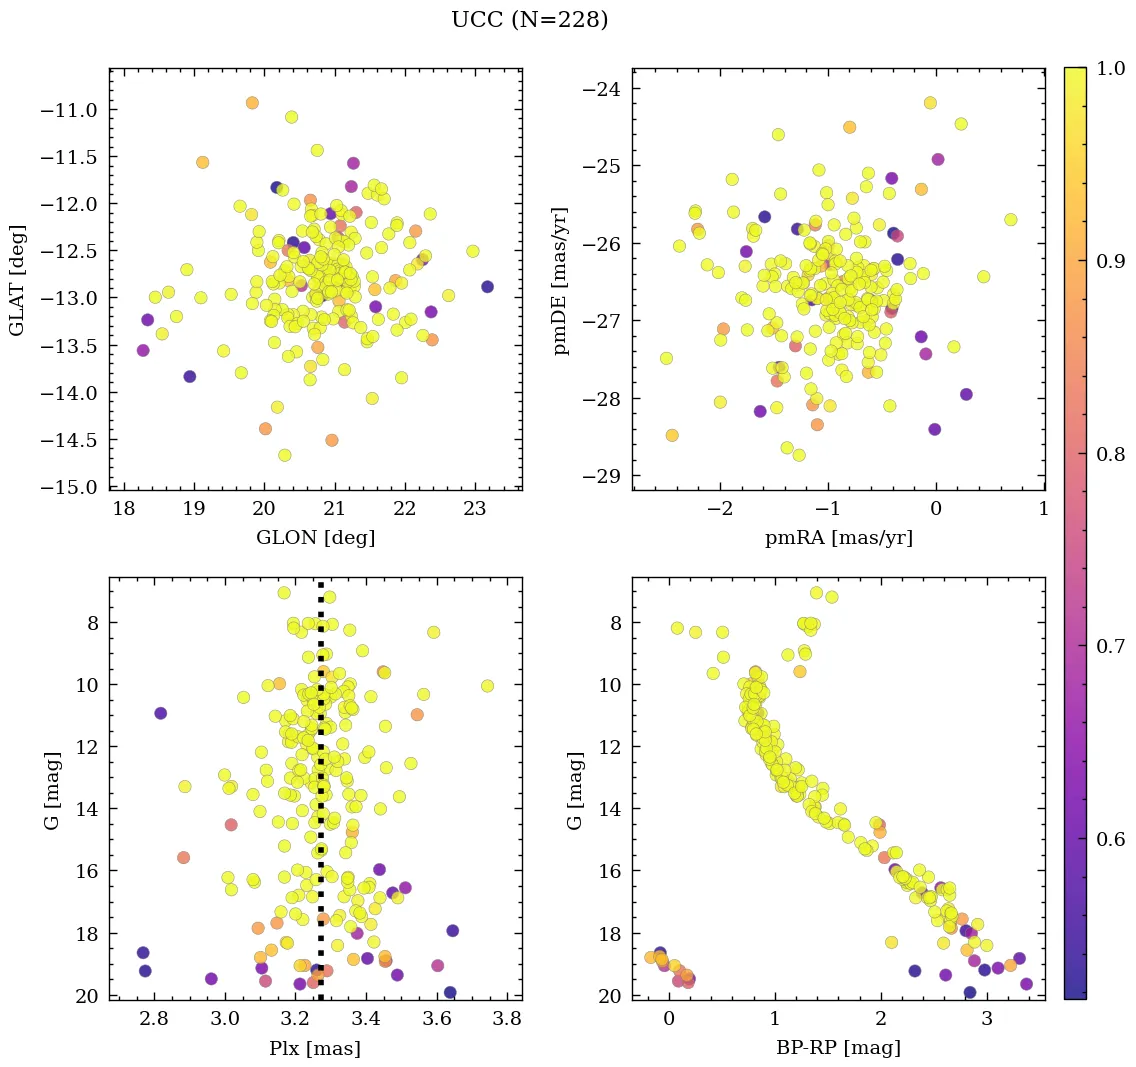 UCC (N=228)
−11.0
−11.5
−12.0
−12.5
−13.0
−13.5
−14.0
−14.5
−15.0
GLAT [deg]
18 19 20 21 22 23
GLON [deg]
−24
−25
−26
−27
−28
−29
pmDE [mas/yr]
−2 −1 0 1
pmRA [mas/yr]
1.0
0.9
0.8
0.7
0.6
8
10
12
14
16
18
20
G [mag]
2.8 3.0 3.2 3.4 3.6 3.8
Plx [mas]
8
10
12
14
16
18
20
G [mag]
0 1 2 3
BP-RP [mag]